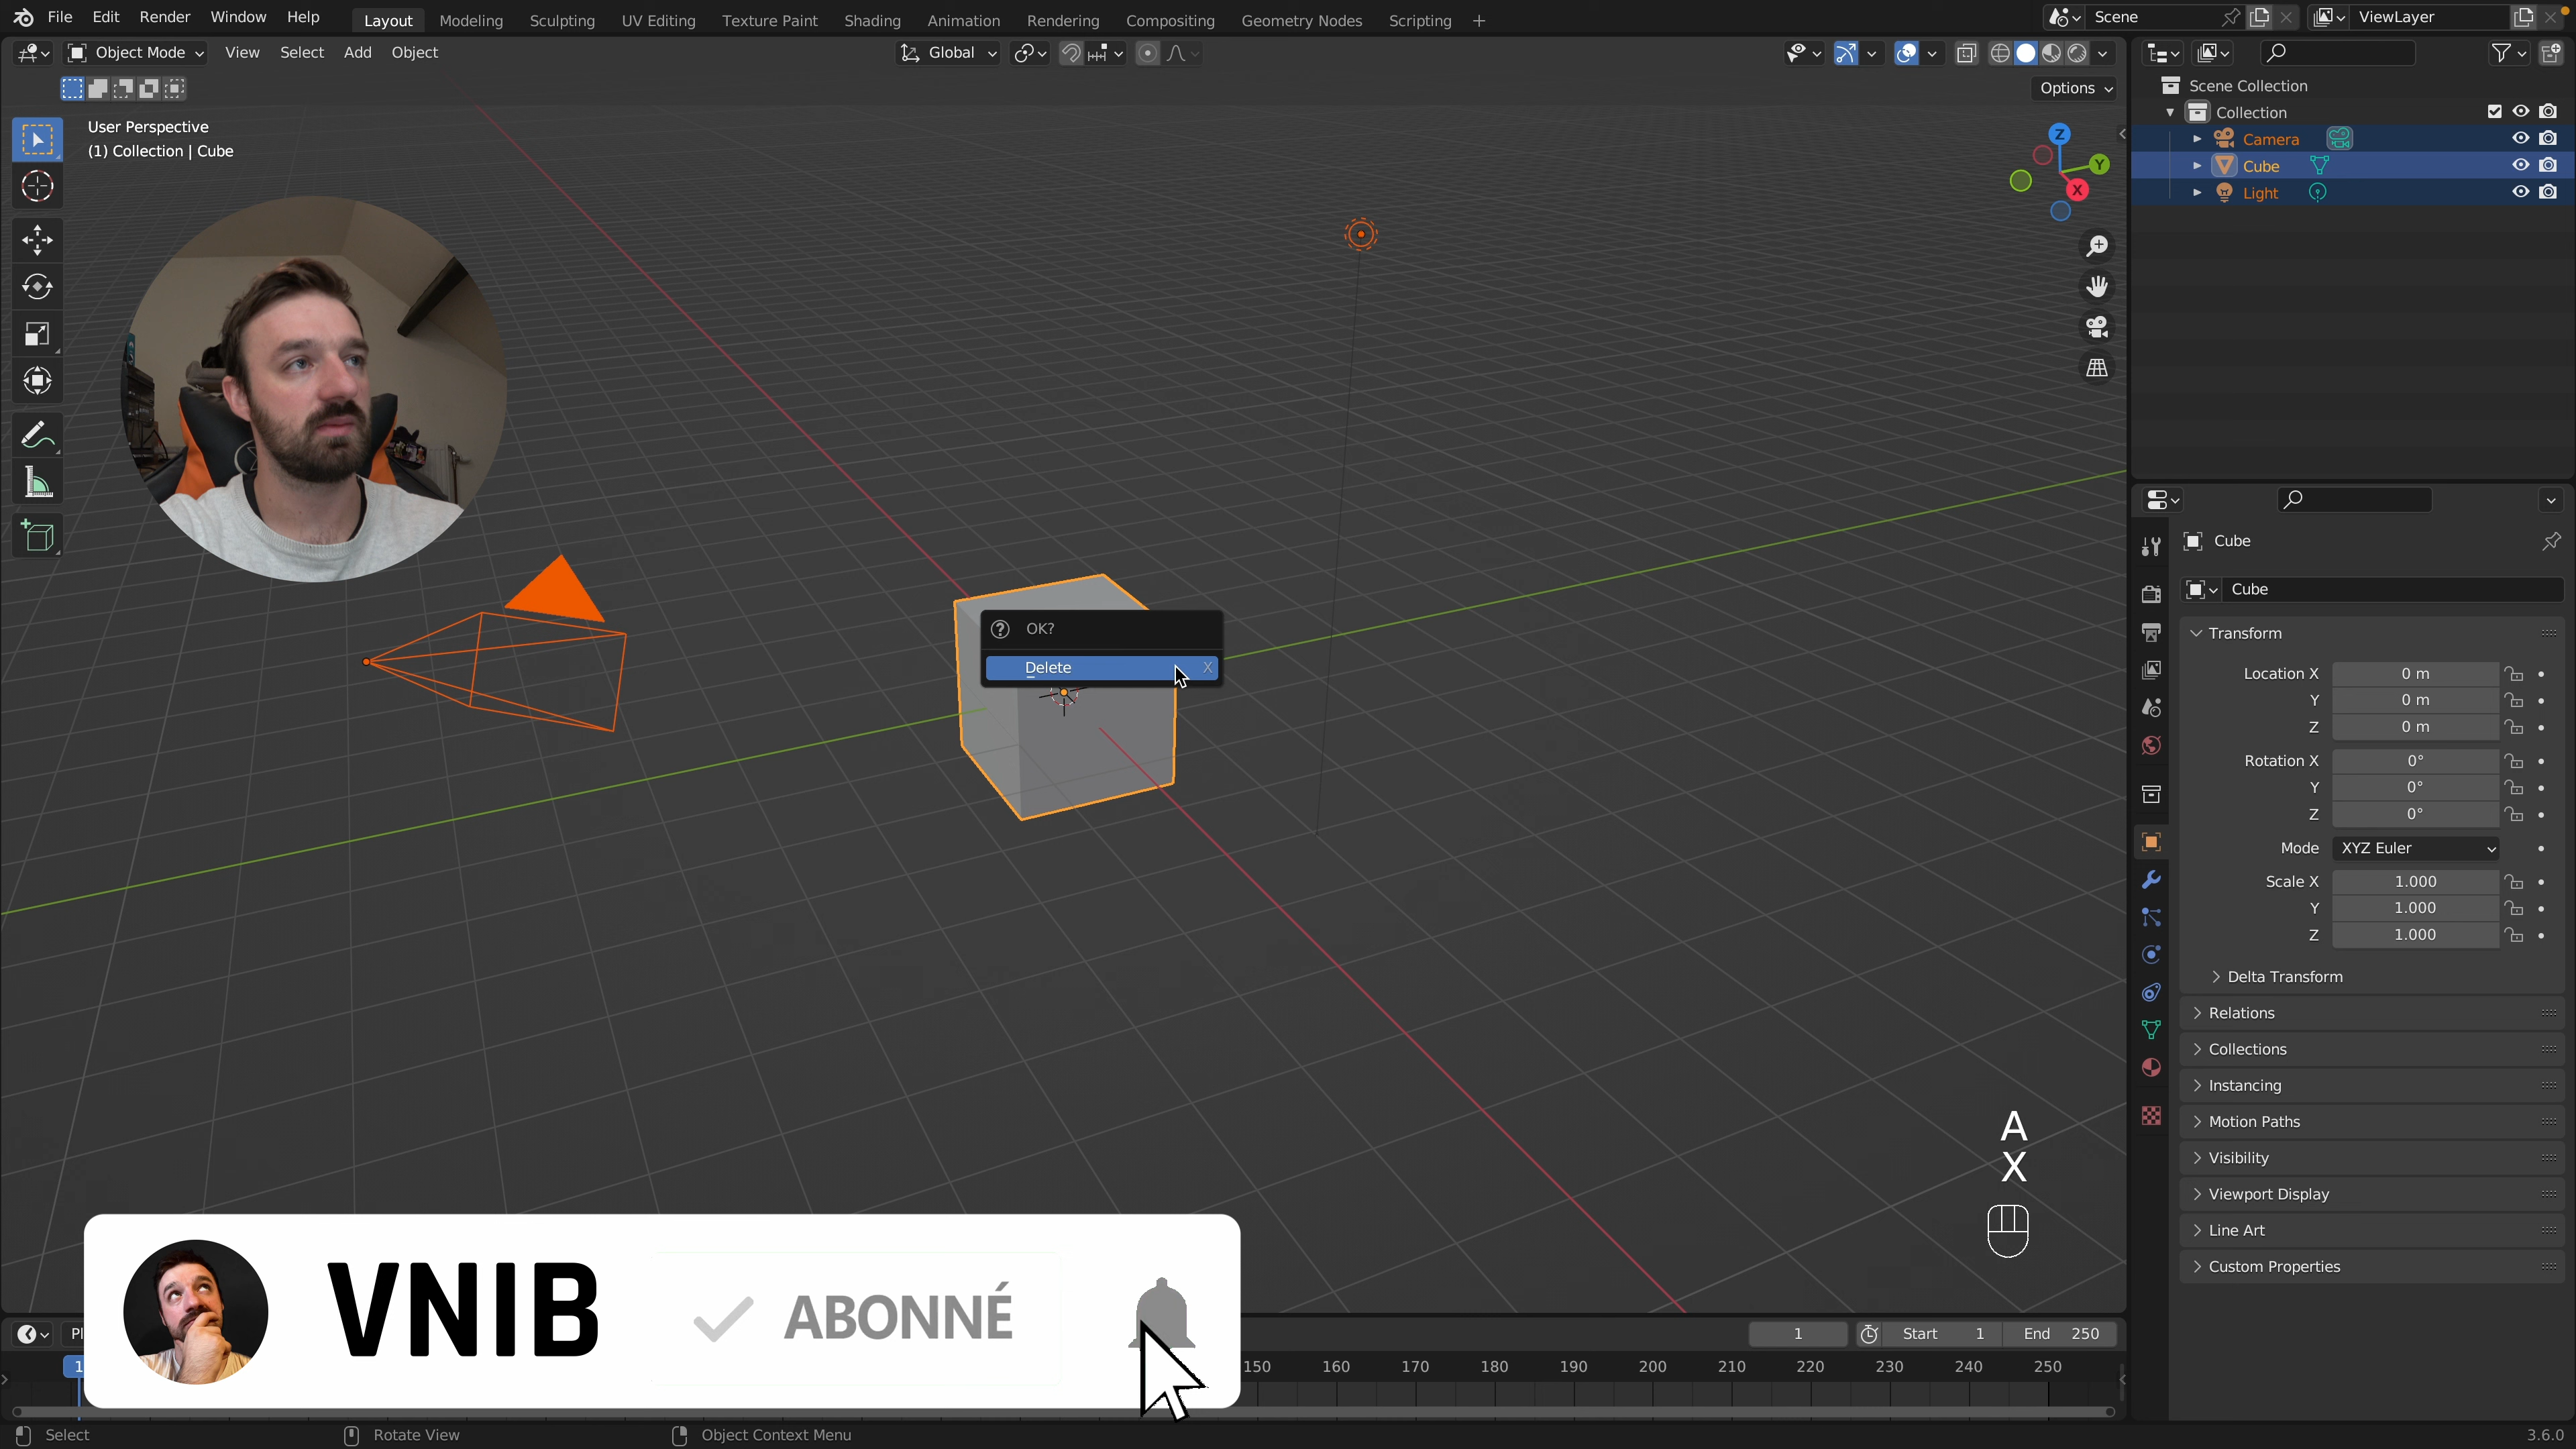 File Edit Render Window Help Layout Modeling Sculpting UV Editing Texture Paint Shading Animation Rendering Compositing Geometry Nodes Scripting + Scene ViewLayer
Object Mode View Select Add Object Global
Options
User Perspective
(1) Collection | Cube
Z
Y
X
Scene Collection
Collection
Camera
Cube
Light
OK?
Delete X
A
X
Cube
Cube
Transform
Location X 0 m
Y 0 m
Z 0 m
Rotation X 0°
Y 0°
Z 0°
Mode XYZ Euler
Scale X 1.000
Y 1.000
Z 1.000
Delta Transform
Relations
Collections
Instancing
Motion Paths
Visibility
Viewport Display
Line Art
Custom Properties
VNIB ABONNÉ
1 Start 1 End 250
1 150 160 170 180 190 200 210 220 230 240 250
Select Rotate View Object Context Menu 3.6.0